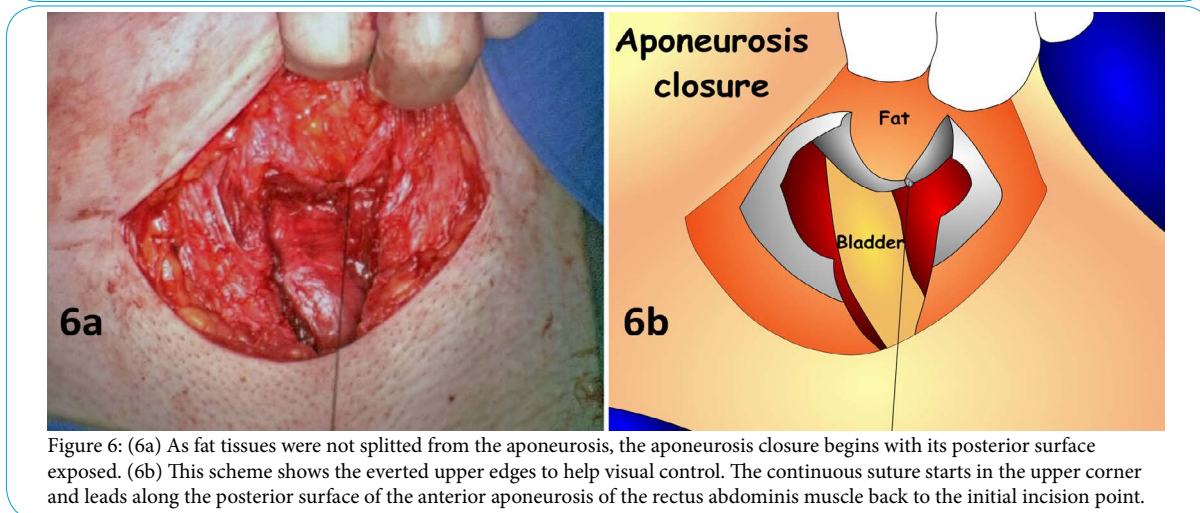 Aponeurosis
closure
Fat
Bladder
6a
6b
Figure 6: (6a) As fat tissues were not splitted from the aponeurosis, the aponeurosis closure begins with its posterior surface
exposed. (6b) This scheme shows the everted upper edges to help visual control. The continuous suture starts in the upper corner
and leads along the posterior surface of the anterior aponeurosis of the rectus abdominis muscle back to the initial incision point.